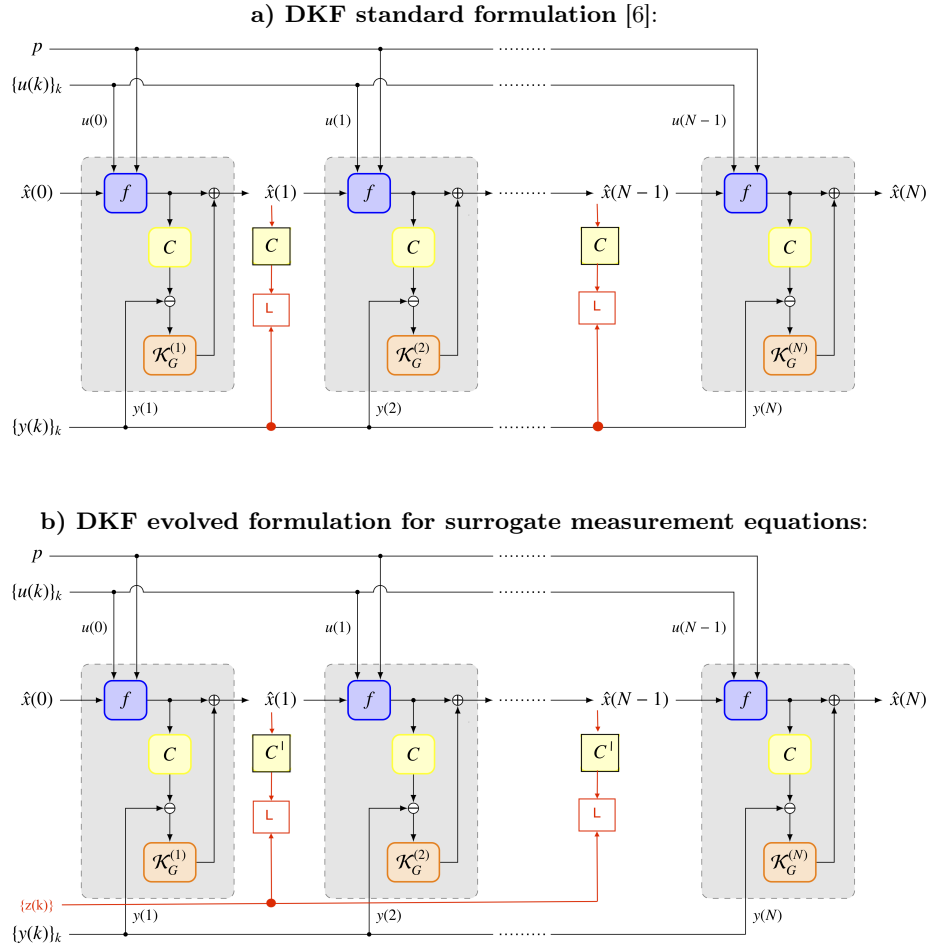 a) DKF standard formulation [6]:
p
{u(k)}ₖ
u(0) u(1) u(N − 1)
x̂(0) f x̂(1) f x̂(N−1) f x̂(N)
C C C C C
L L
𝒦_G^(1) 𝒦_G^(2) 𝒦_G^(N)
y(1) y(2) y(N)
{y(k)}ₖ
b) DKF evolved formulation for surrogate measurement equations:
p
{u(k)}ₖ
u(0) u(1) u(N − 1)
x̂(0) f x̂(1) f x̂(N−1) f x̂(N)
C C| C C| C
L L
𝒦_G^(1) 𝒦_G^(2) 𝒦_G^(N)
{z(k)} y(1) y(2) y(N)
{y(k)}ₖ